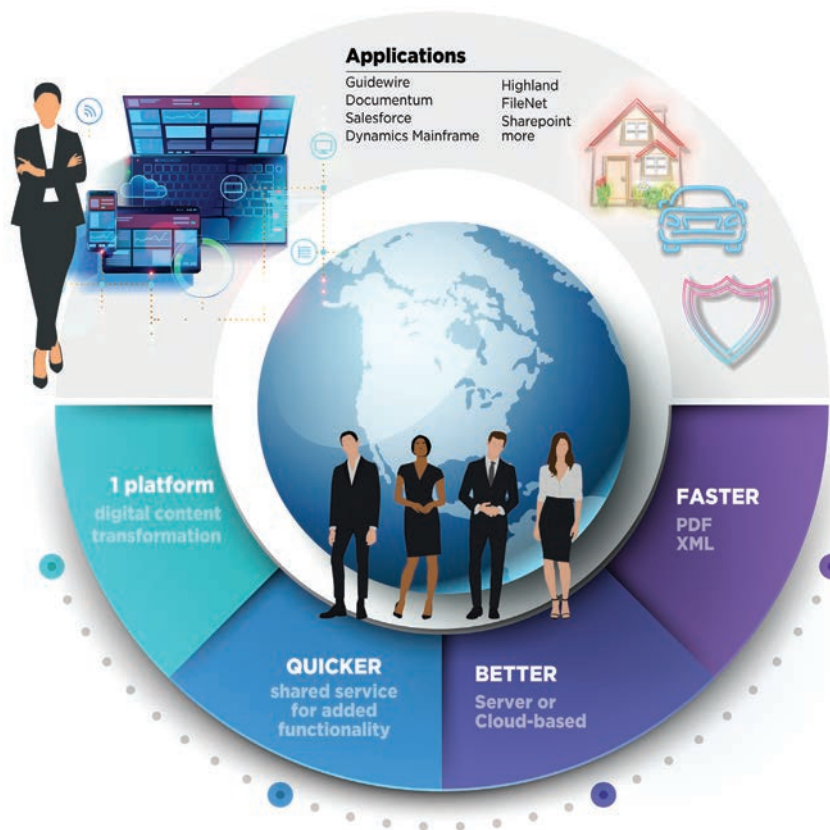 Applications
Guidewire
Documentum
Salesforce
Dynamics Mainframe
Highland
FileNet
Sharepoint
more
1 platform
digital content
transformation
QUICKER
shared service
for added
functionality
BETTER
Server or
Cloud-based
FASTER
PDF
XML